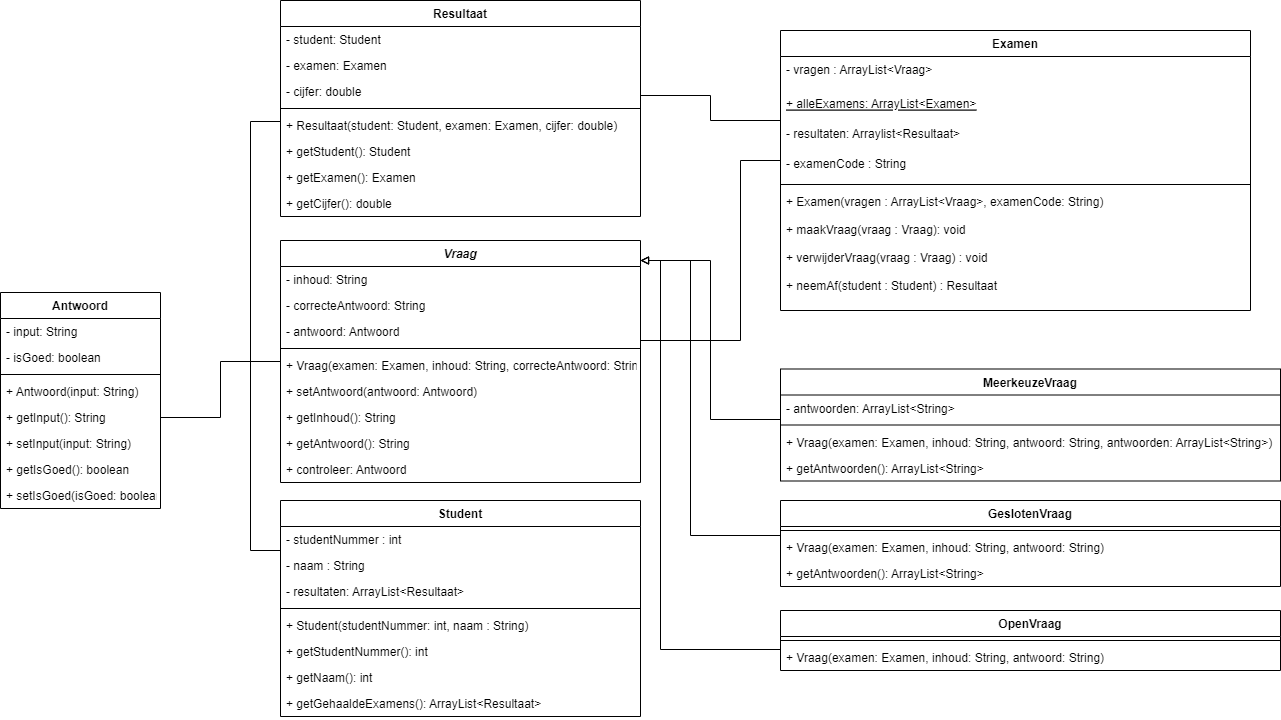 Resultaat
- student: Student
- examen: Examen
- cijfer: double
+ Resultaat(student: Student, examen: Examen, cijfer: double)
+ getStudent(): Student
+ getExamen(): Examen
+ getCijfer(): double
Examen
- vragen : ArrayList<Vraag>
+ alleExamens: ArrayList<Examen>
- resultaten: Arraylist<Resultaat>
- examenCode : String
+ Examen(vragen : ArrayList<Vraag>, examenCode: String)
+ maakVraag(vraag : Vraag): void
+ verwijderVraag(vraag : Vraag) : void
+ neemAf(student : Student) : Resultaat
Vraag
- inhoud: String
- correcteAntwoord: String
- antwoord: Antwoord
+ Vraag(examen: Examen, inhoud: String, correcteAntwoord: Strin
+ setAntwoord(antwoord: Antwoord)
+ getInhoud(): String
+ getAntwoord(): String
+ controleer: Antwoord
Antwoord
- input: String
- isGoed: boolean
+ Antwoord(input: String)
+ getInput(): String
+ setInput(input: String)
+ getIsGoed(): boolean
+ setIsGoed(isGoed: boolea
MeerkeuzeVraag
- antwoorden: ArrayList<String>
+ Vraag(examen: Examen, inhoud: String, antwoord: String, antwoorden: ArrayList<String>)
+ getAntwoorden(): ArrayList<String>
Student
- studentNummer : int
- naam : String
- resultaten: ArrayList<Resultaat>
+ Student(studentNummer: int, naam : String)
+ getStudentNummer(): int
+ getNaam(): int
+ getGehaaldeExamens(): ArrayList<Resultaat>
GeslotenVraag
+ Vraag(examen: Examen, inhoud: String, antwoord: String)
+ getAntwoorden(): ArrayList<String>
OpenVraag
+ Vraag(examen: Examen, inhoud: String, antwoord: String)